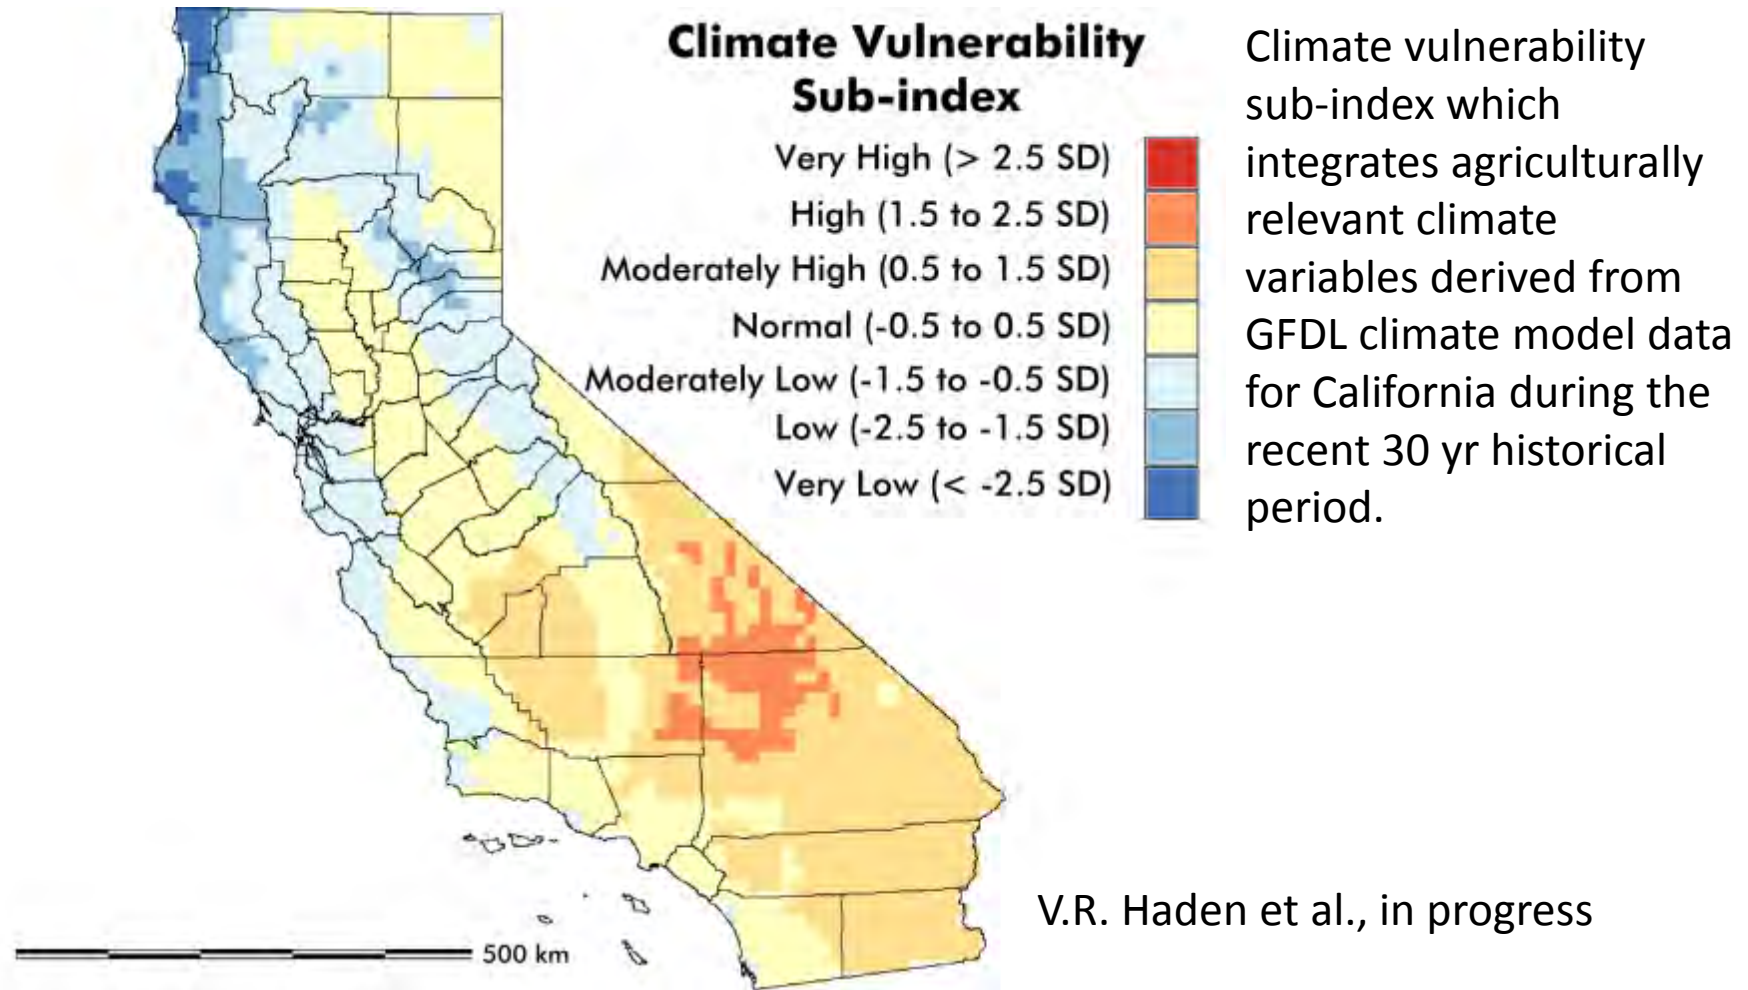 Climate Vulnerability
Sub-index
Very High (> 2.5 SD)
High (1.5 to 2.5 SD)
Moderately High (0.5 to 1.5 SD)
Normal (-0.5 to 0.5 SD)
Moderately Low (-1.5 to -0.5 SD)
Low (-2.5 to -1.5 SD)
Very Low (< -2.5 SD)
Climate vulnerability
sub-index which
integrates agriculturally
relevant climate
variables derived from
GFDL climate model data
for California during the
recent 30 yr historical
period.
V.R. Haden et al., in progress
500 km